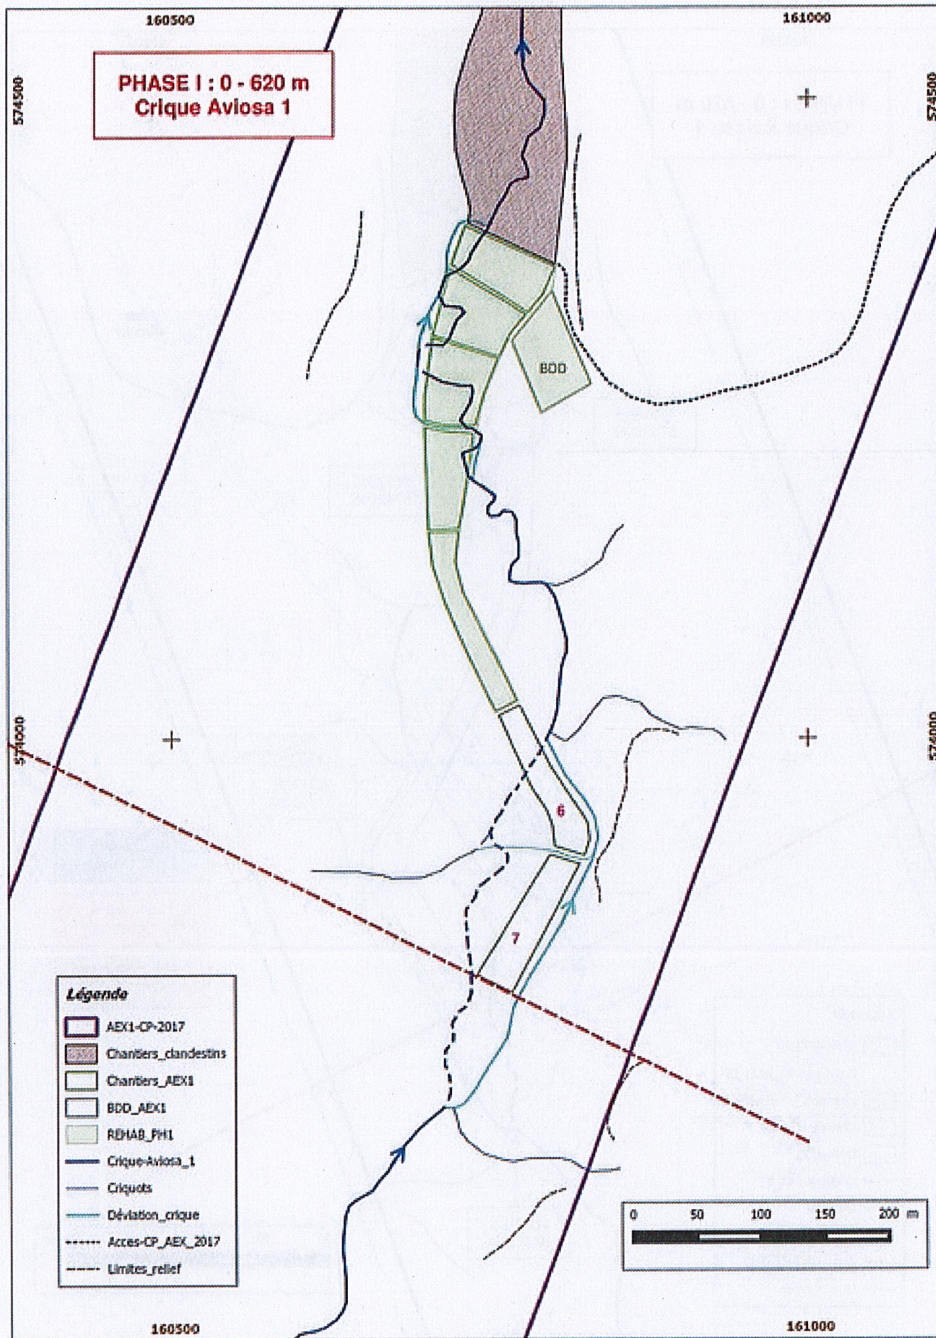 160500
161000
PHASE I : 0 - 620 m
Crique Aviosa 1
574500
574500
BDD
574000
574000
6
7
Légende
AEX1-CP-2017
Chantiers_clandestins
Chantiers_AEX1
BDD_AEX1
REHAB_PH1
Crique-Aviosa_1
Criquots
Déviation_crique
Acces-CP_AEX_2017
Limites_relief
0 50 100 150 200 m
160500
161000